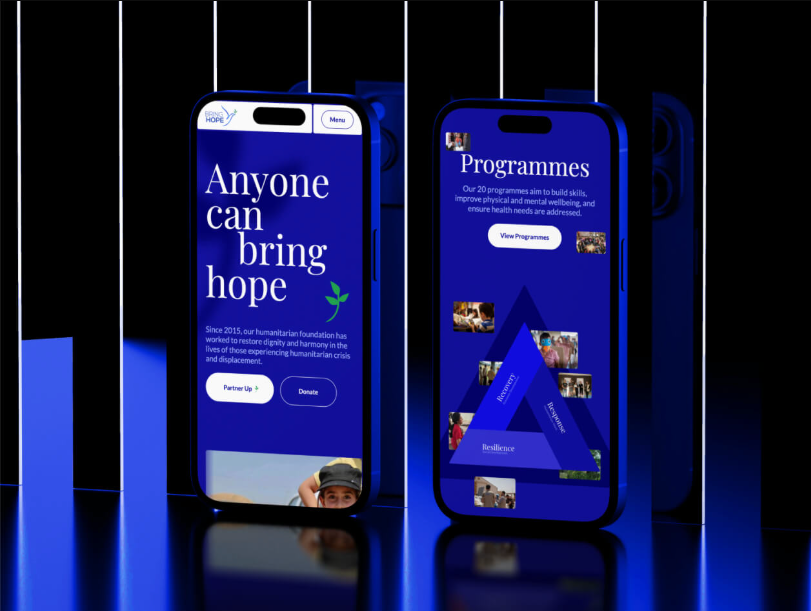 BRING
HOPE
Menu
Anyone
can
bring
hope
Since 2015, our humanitarian foundation has
worked to restore dignity and harmony in the
lives of those experiencing humanitarian crisis
and displacement.
Partner Up
Donate
Programmes
Our 20 programmes aim to build skills,
improve physical and mental wellbeing, and
ensure health needs are addressed.
View Programmes
Recovery
Response
Resilience